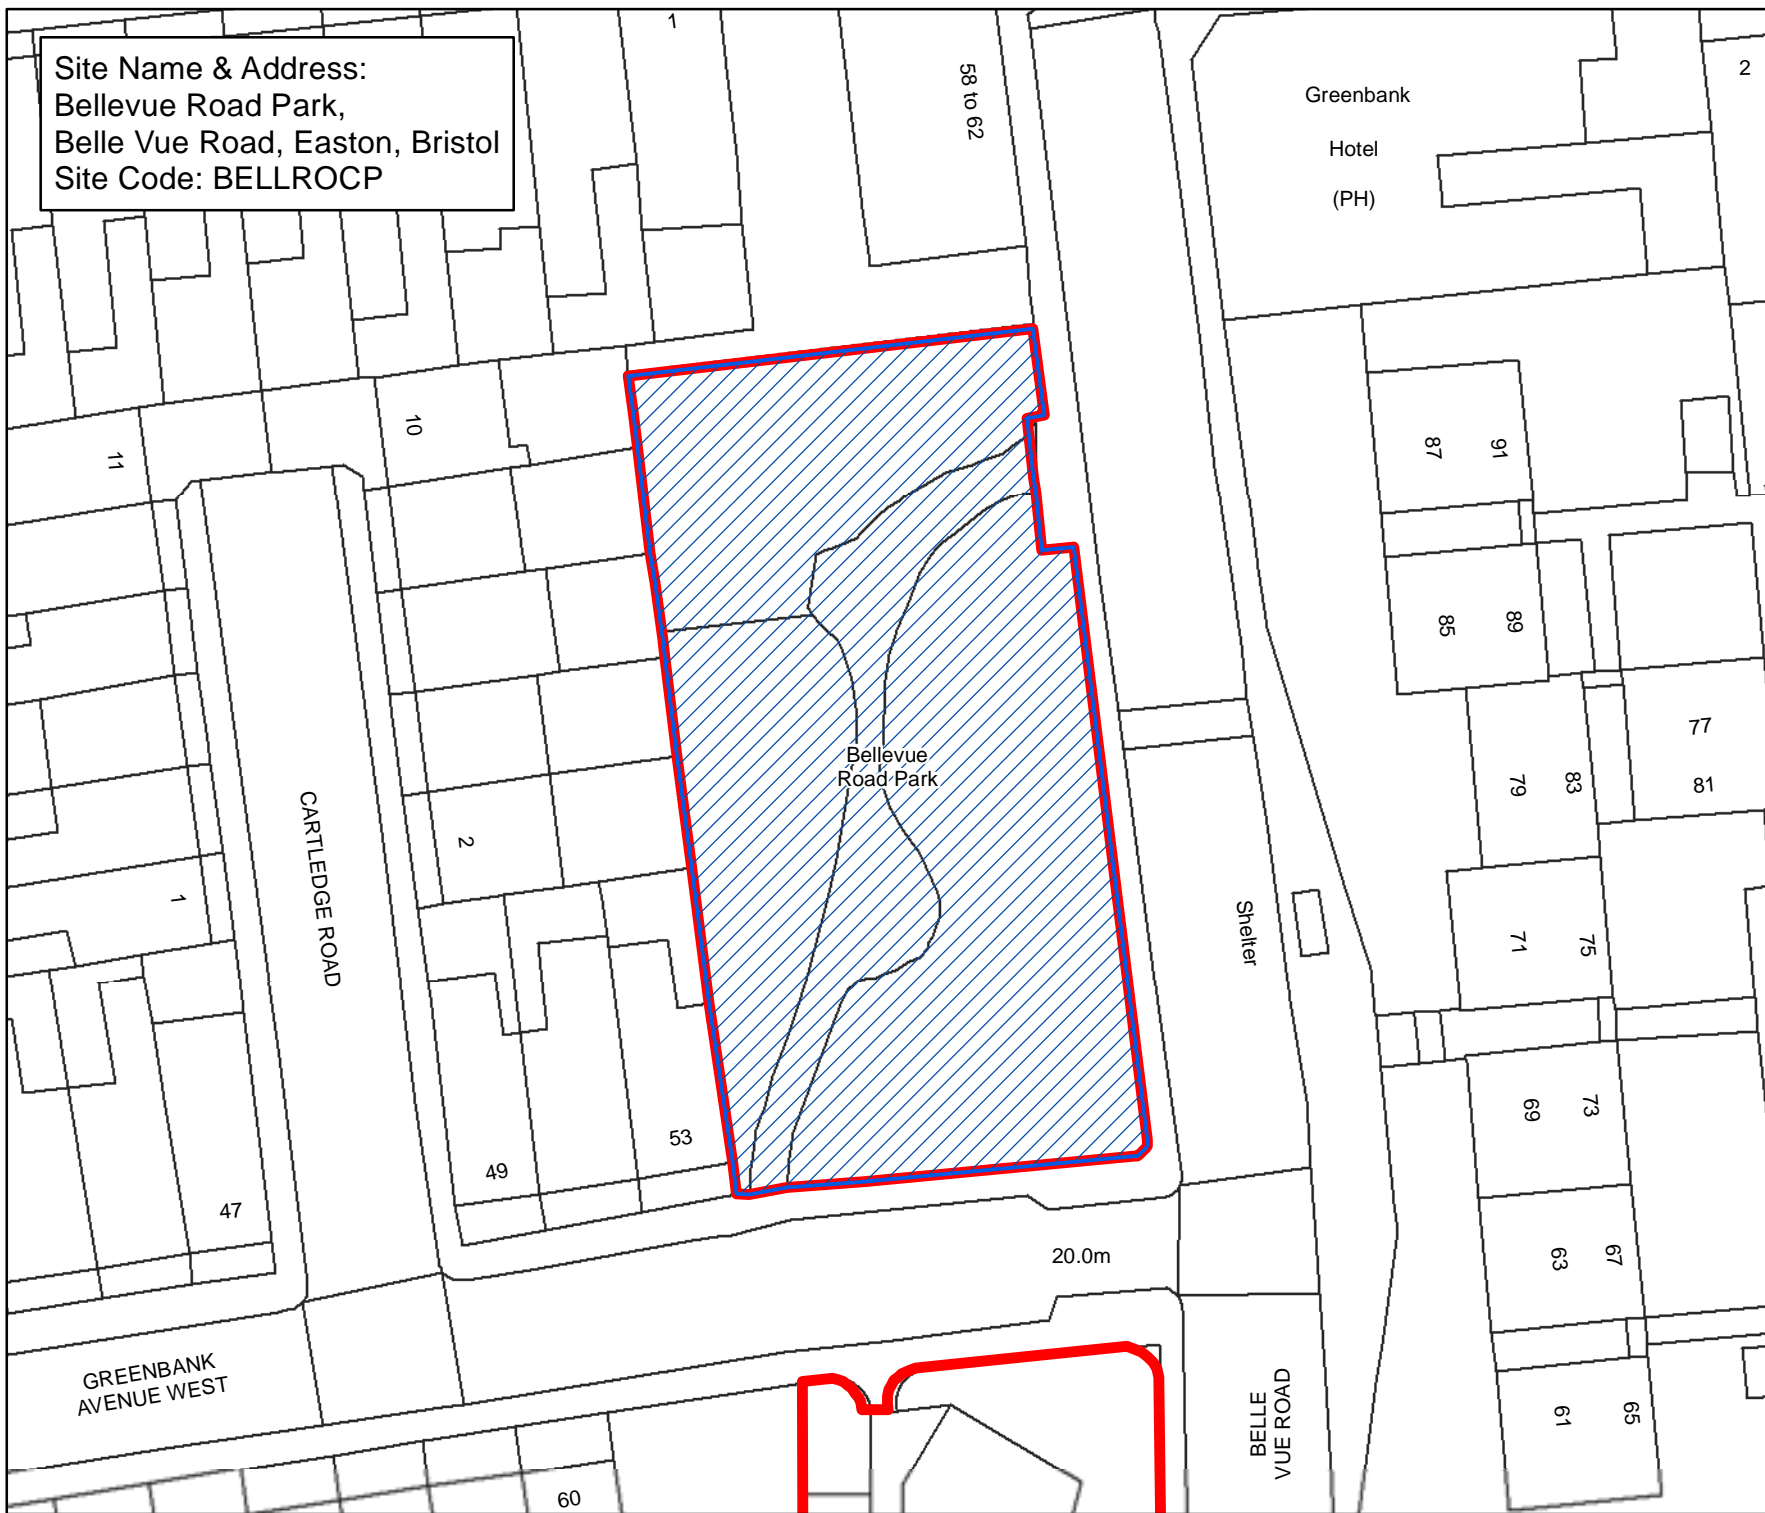 Site Name & Address:
Bellevue Road Park,
Belle Vue Road, Easton, Bristol
Site Code: BELLROCP
1
58 to 62
Greenbank
Hotel
(PH)
2
11
10
87
91
85
89
77
79
83
81
Bellevue
Road Park
CARTLEDGE ROAD
2
1
Shelter
71
75
69
73
53
49
47
20.0m
63
67
GREENBANK
AVENUE WEST
BELLE
VUE ROAD
61
65
60